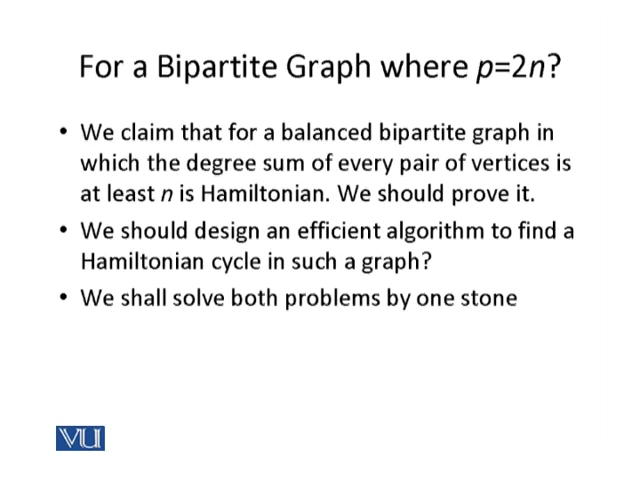 For a Bipartite Graph where p=2n?
• We claim that for a balanced bipartite graph in
which the degree sum of every pair of vertices is
at least n is Hamiltonian. We should prove it.
• We should design an efficient algorithm to find a
Hamiltonian cycle in such a graph?
• We shall solve both problems by one stone
VU